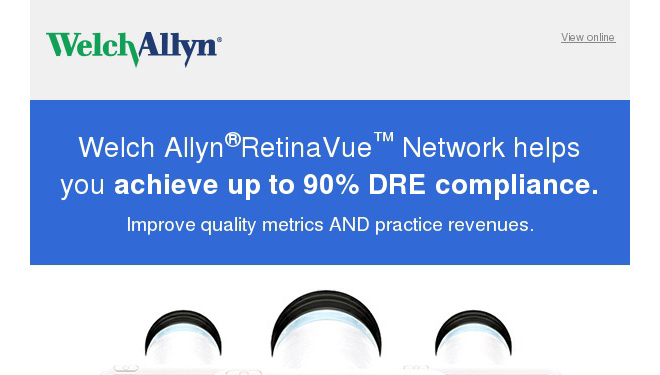 WelchAllyn®
View online
Welch Allyn®RetinaVue™ Network helps
you achieve up to 90% DRE compliance.
Improve quality metrics AND practice revenues.